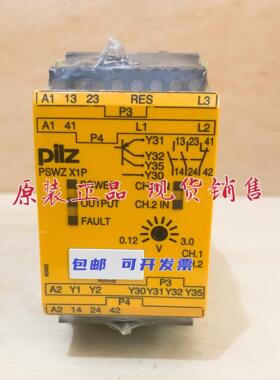 A1 13 23 RES L3
P3
A1 41 L1 L2
P4
Y31
Y32
Y35
Y30
13 23 41
14 24 42
pilz
PSWZ X1P
POWER
OUTPUT
FAULT
CH.2 IN
原装正品 现货销售
0.12
3.0
V
CH.1
包邮 可开发票
P3
A2 Y1 Y2 Y30 Y31 Y32 Y35
P4
A2 14 24 42